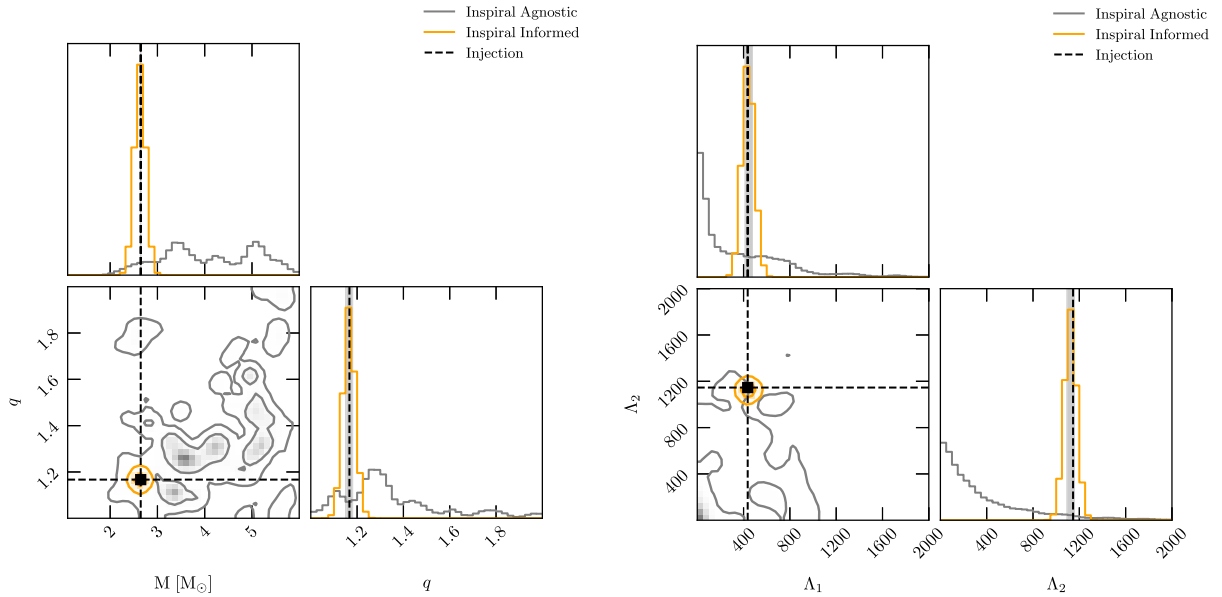 Inspiral Agnostic
Inspiral Informed
Injection
Inspiral Agnostic
Inspiral Informed
Injection
1.8
1.6
1.4
1.2
q
2
3
4
5
M [M⊙]
1.2
1.4
1.6
1.8
q
2000
1600
1200
800
400
Λ2
400
800
1200
1600
2000
Λ1
400
800
1200
1600
2000
Λ2